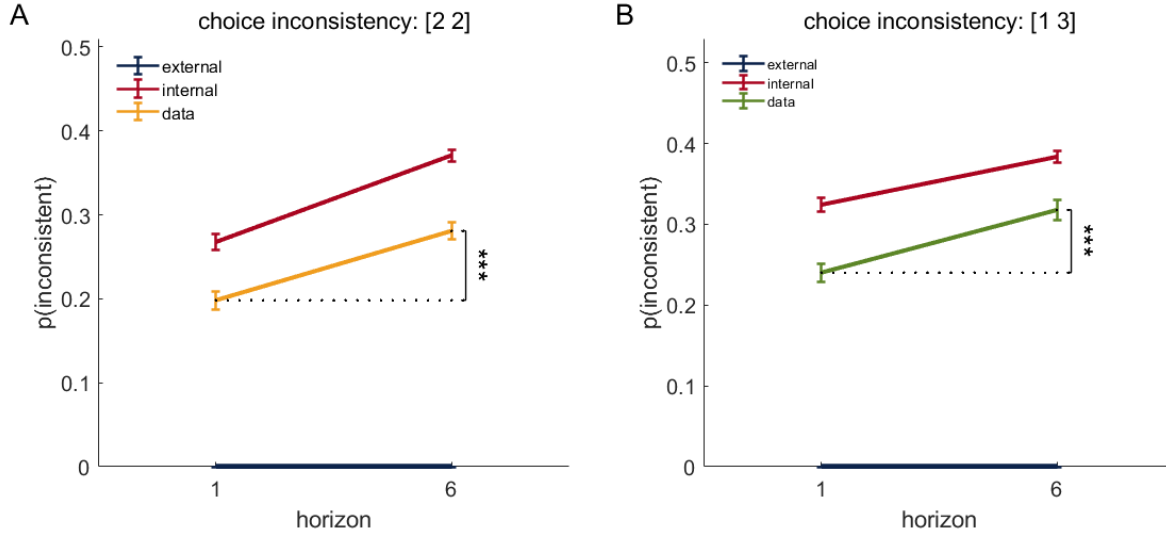 A
choice inconsistency: [2 2]
0.5
0.4
0.3
0.2
0.1
0
p(inconsistent)
external
internal
data
***
1
6
horizon
B
choice inconsistency: [1 3]
0.5
0.4
0.3
0.2
0.1
0
p(inconsistent)
external
internal
data
***
1
6
horizon